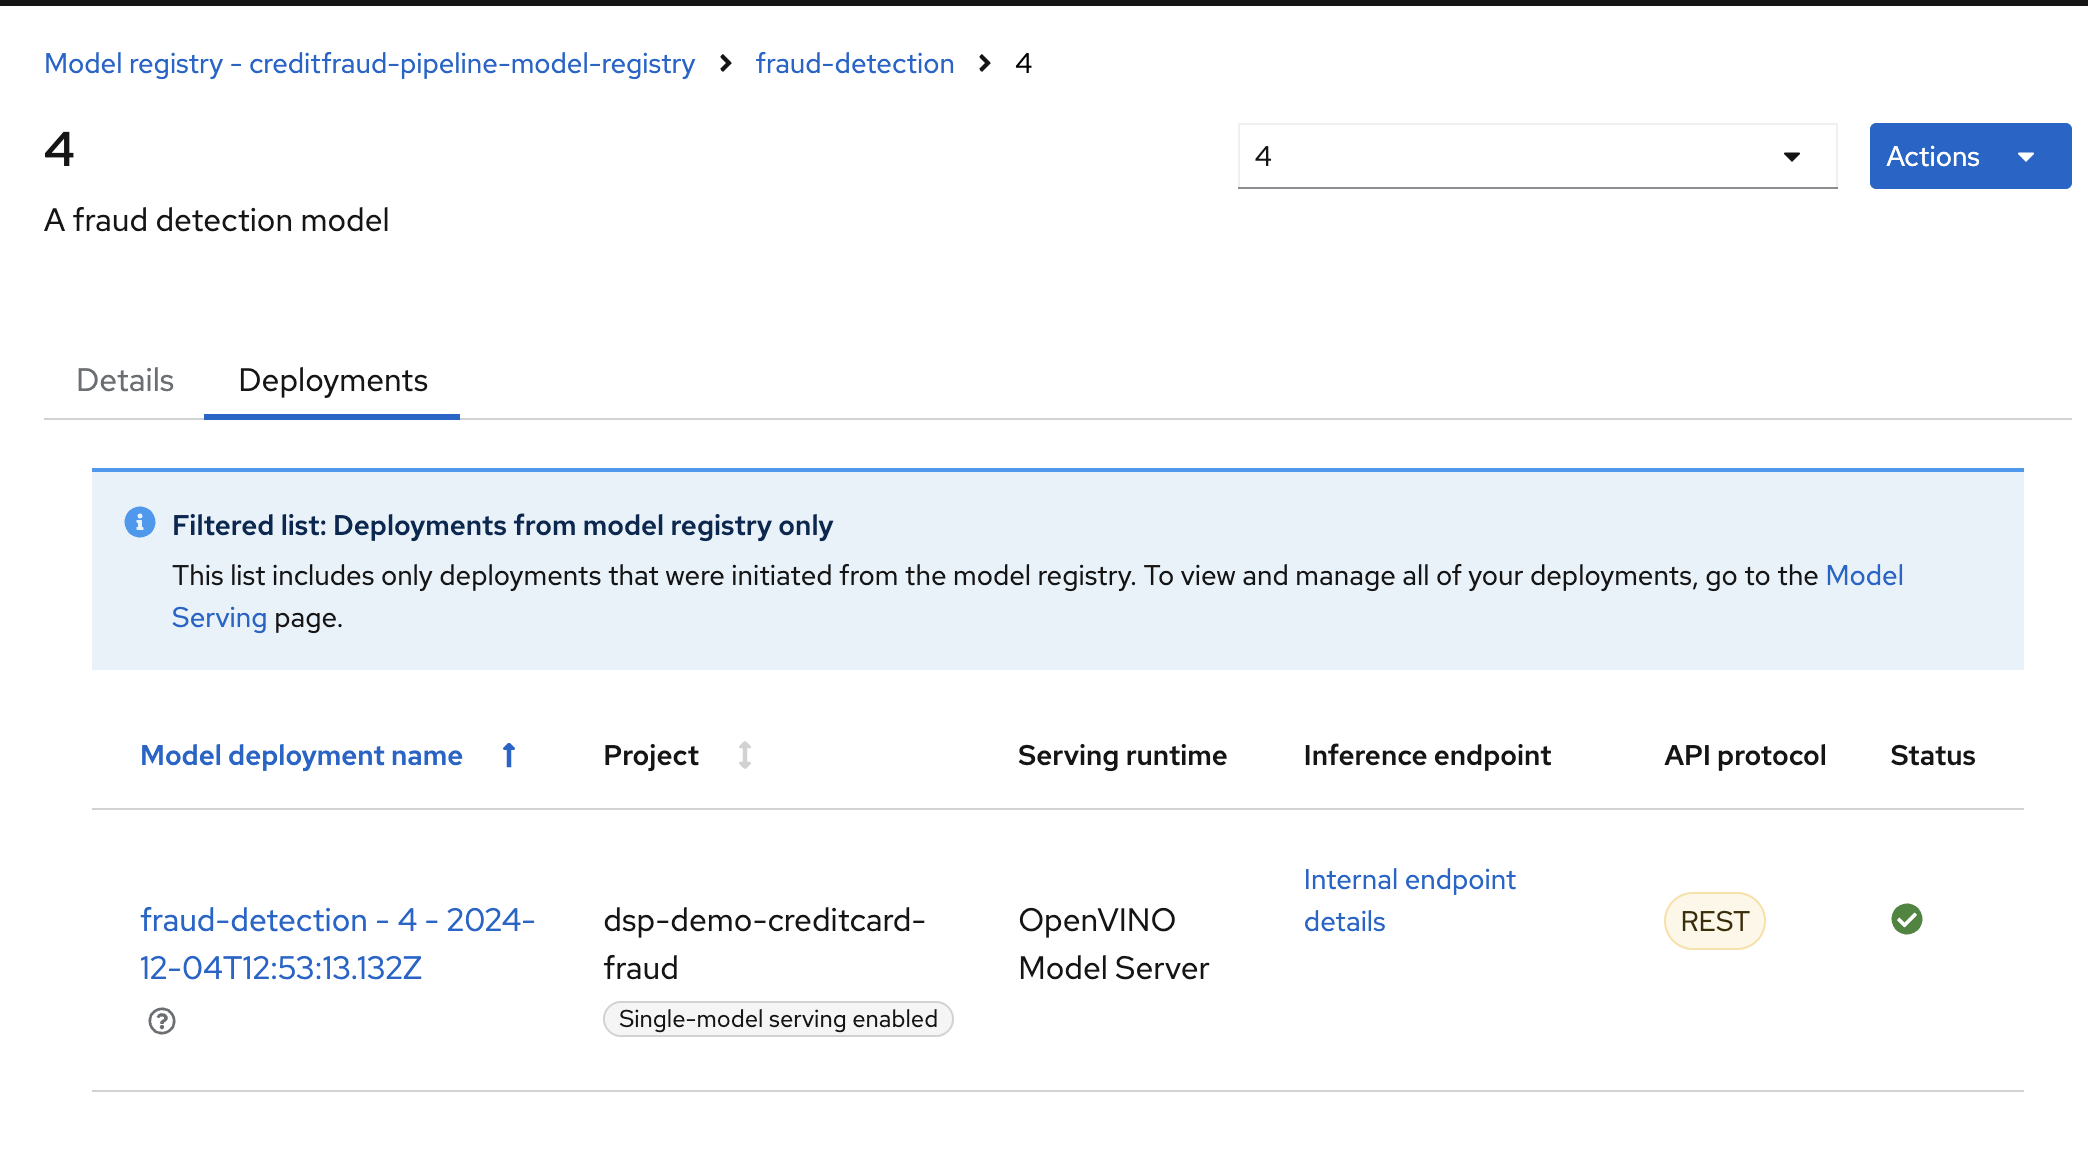 Model registry - creditfraud-pipeline-model-registry > fraud-detection > 4
4
4
Actions
A fraud detection model
Details
Deployments
Filtered list: Deployments from model registry only
This list includes only deployments that were initiated from the model registry. To view and manage all of your deployments, go to the Model
Serving page.
Model deployment name
Project
Serving runtime
Inference endpoint
API protocol
Status
fraud-detection - 4 - 2024-
12-04T12:53:13.132Z
dsp-demo-creditcard-
fraud
Single-model serving enabled
OpenVINO
Model Server
Internal endpoint
details
REST